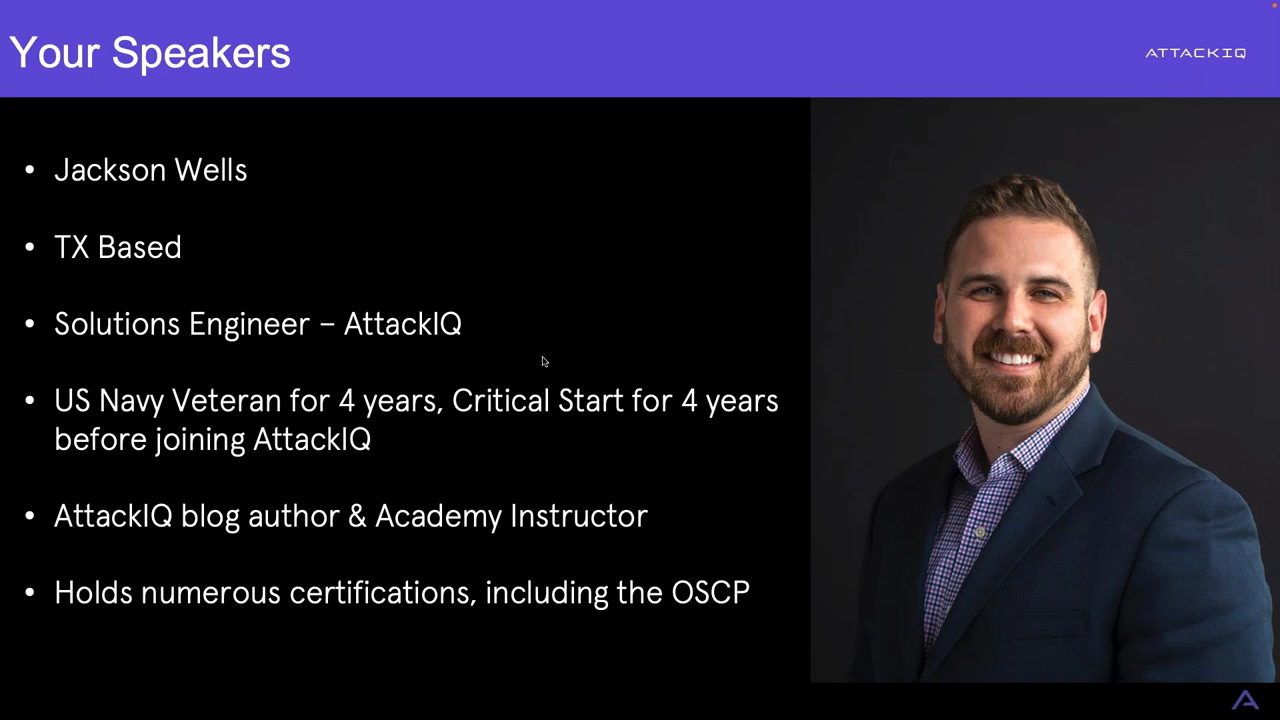 Your Speakers
ATTACKIQ
• Jackson Wells
• TX Based
• Solutions Engineer – AttackIQ
• US Navy Veteran for 4 years, Critical Start for 4 years
before joining AttackIQ
• AttackIQ blog author & Academy Instructor
• Holds numerous certifications, including the OSCP